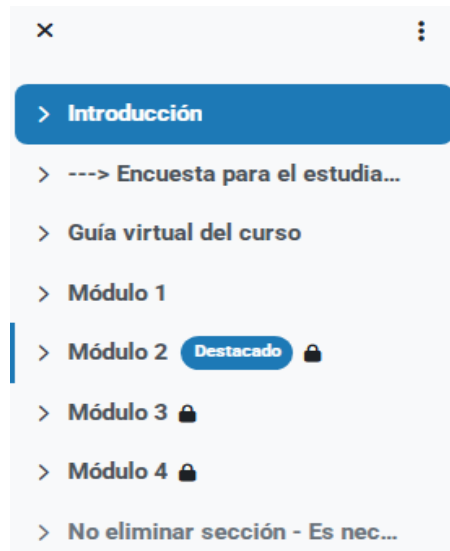 Introducción
---> Encuesta para el estudia...
Guía virtual del curso
Módulo 1
Módulo 2 Destacado
Módulo 3
Módulo 4
No eliminar sección - Es nec...